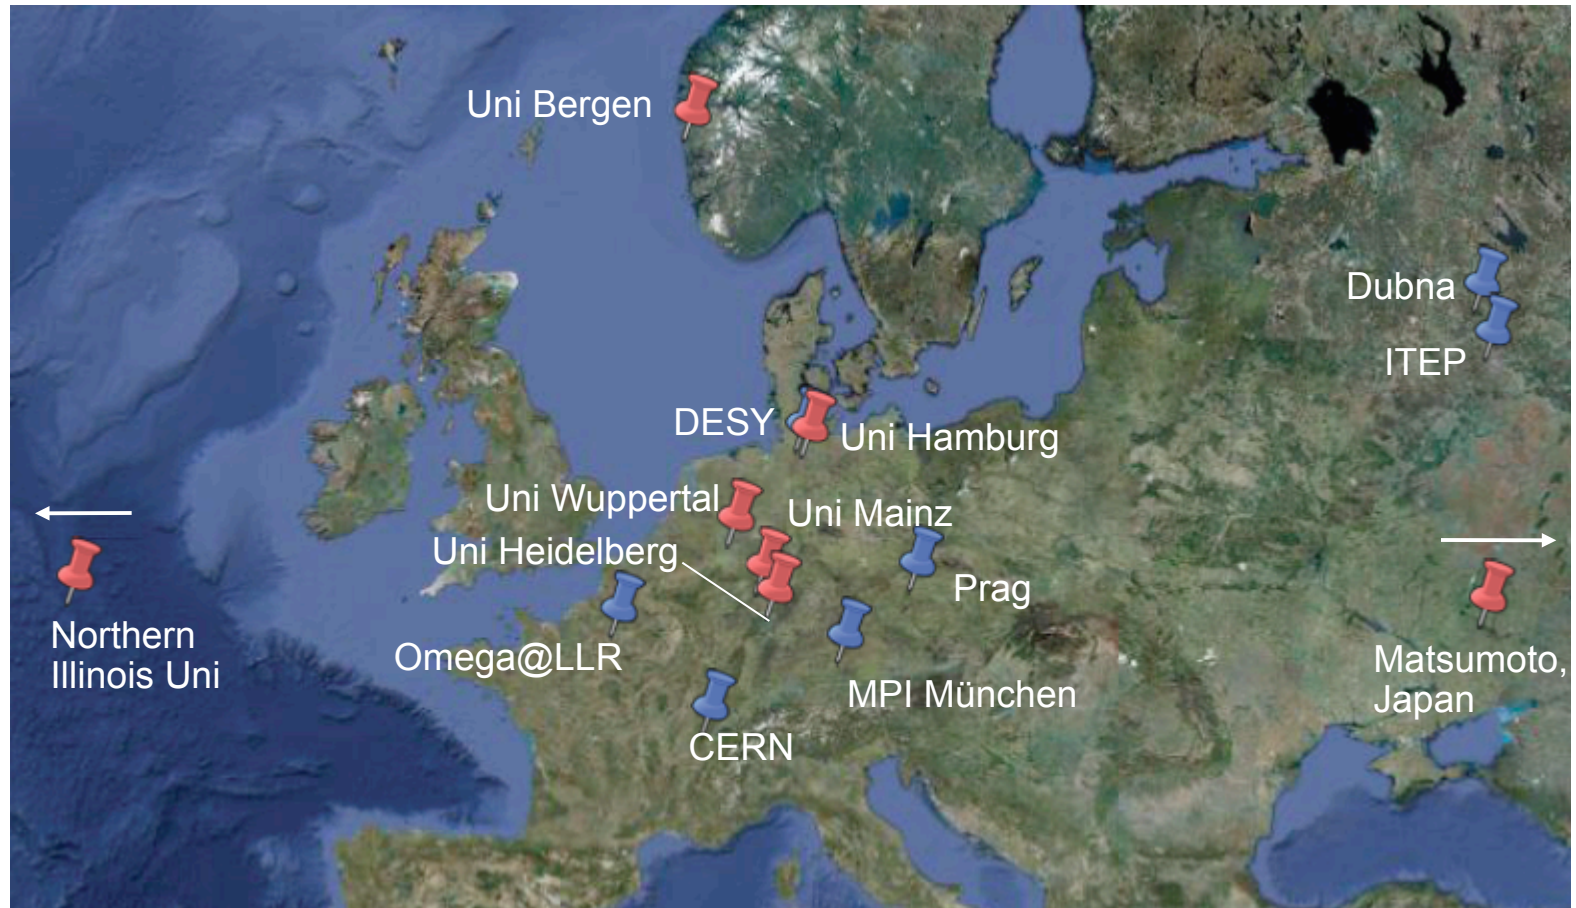 Uni Bergen
Dubna
ITEP
DESY
Uni Hamburg
Uni Wuppertal
Uni Mainz
Uni Heidelberg
Prag
Northern
Illinois Uni
Omega@LLR
Matsumoto,
Japan
MPI München
CERN